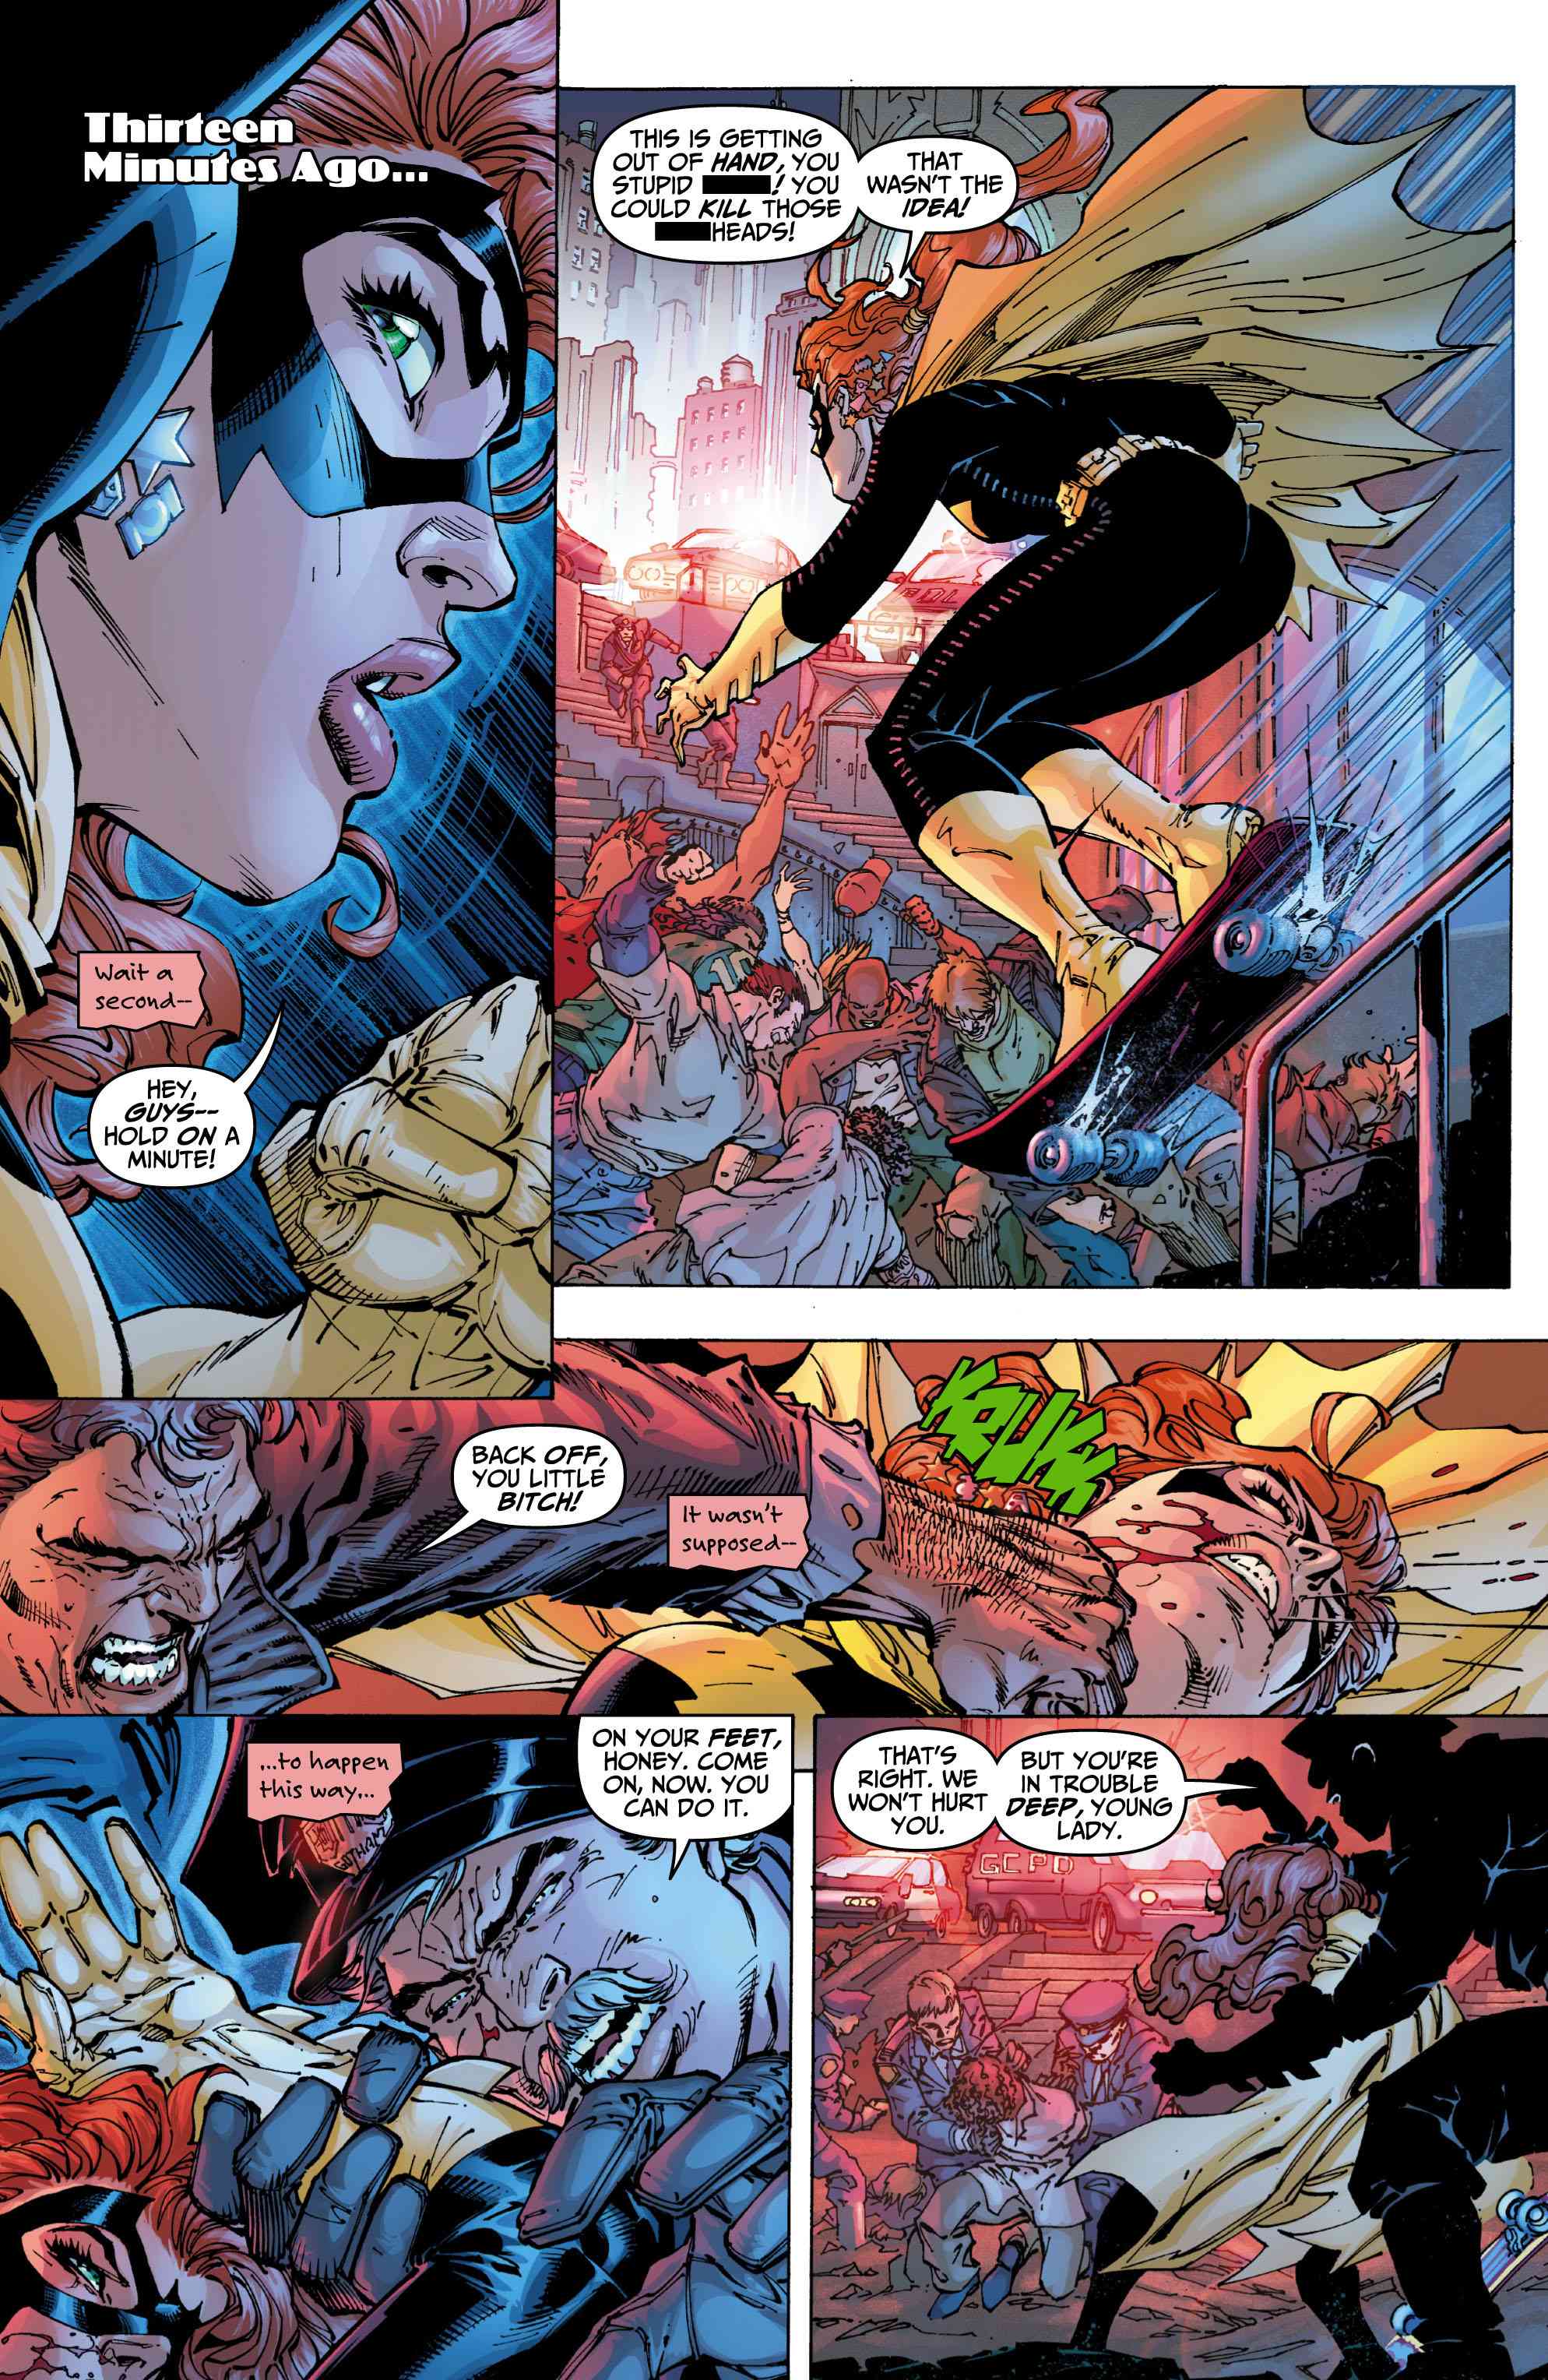 Thirteen
Minutes Ago...
Wait a
second--
HEY,
GUYS--
HOLD ON A
MINUTE!
THIS IS GETTING
OUT OF HAND, YOU
STUPID ! YOU
COULD KILL THOSE
HEADS!
THAT
WASN'T THE
IDEA!
10
BACK OFF,
YOU LITTLE
BITCH!
It wasn't
supposed--
KRUKK
...to happen
this way...
GOTHAM
ON YOUR FEET,
HONEY. COME
ON, NOW. YOU
CAN DO IT.
THAT'S
RIGHT. WE
WON'T HURT
YOU.
BUT YOU'RE
IN TROUBLE
DEEP, YOUNG
LADY.
GCPD